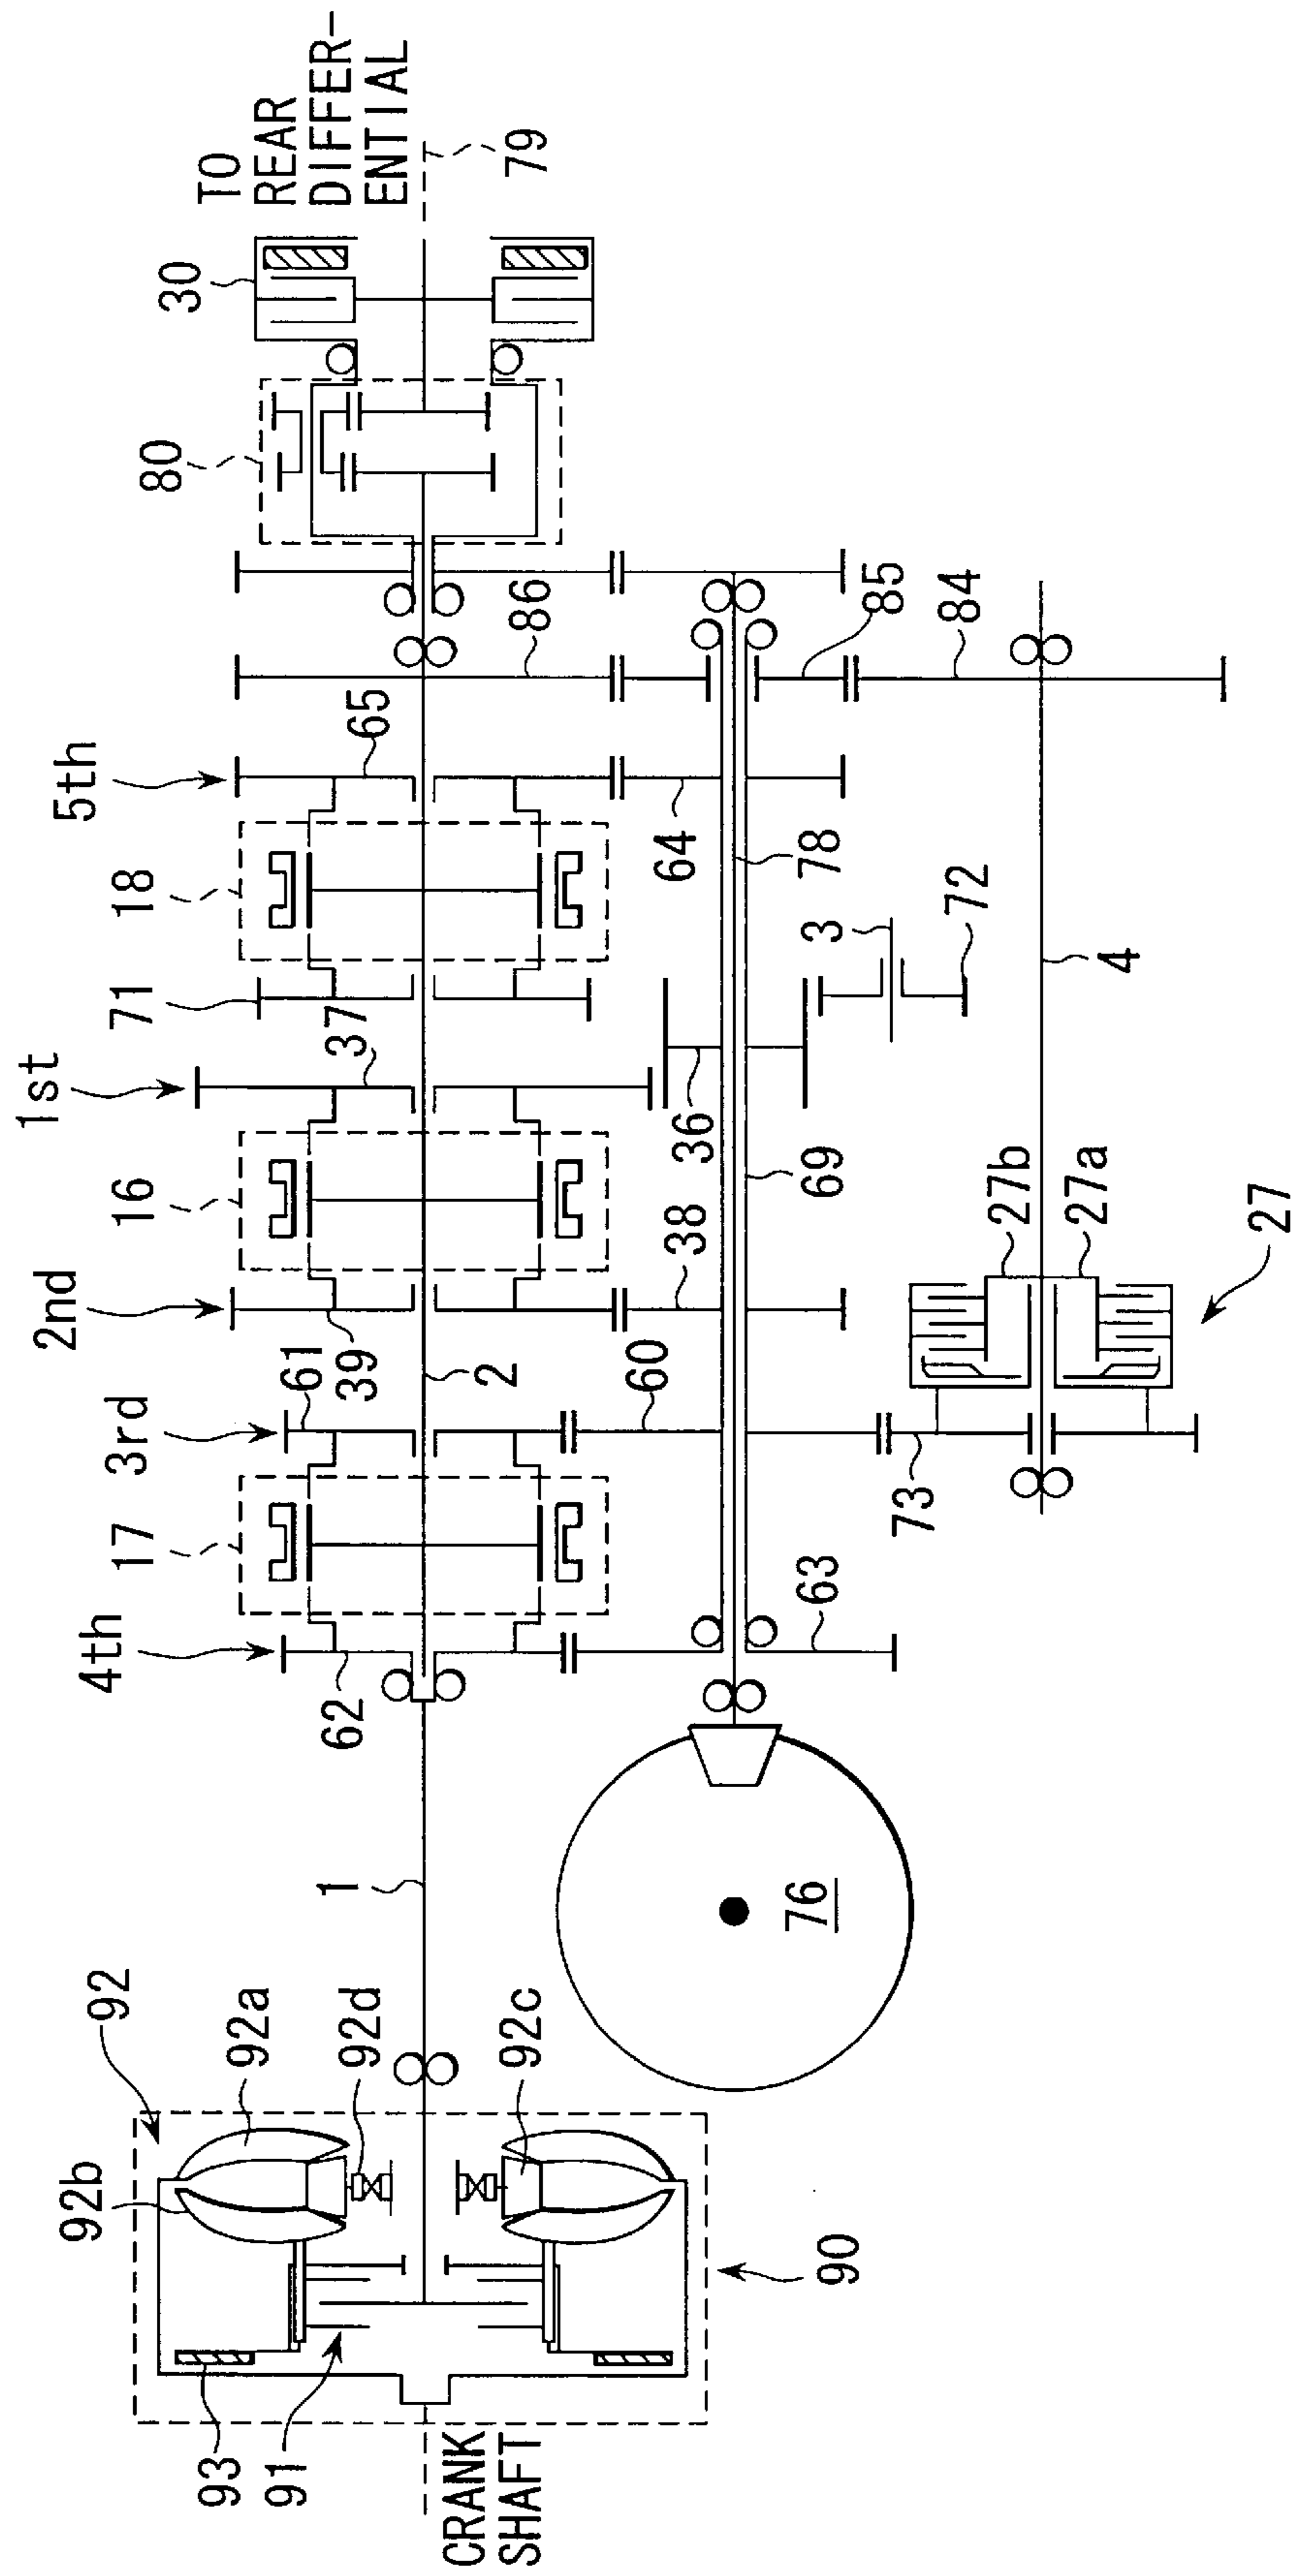 TO
REAR
DIFFER-
ENTIAL
79
30
80
86
85
84
5th
65
64
78
18
71
37
3
72
4
1st
36
69
16
38
27b
27a
27
2nd
39
2
61
60
3rd
73
17
63
4th
62
1
76
92
92a
92d
92c
92b
90
93
91
CRANK
SHAFT